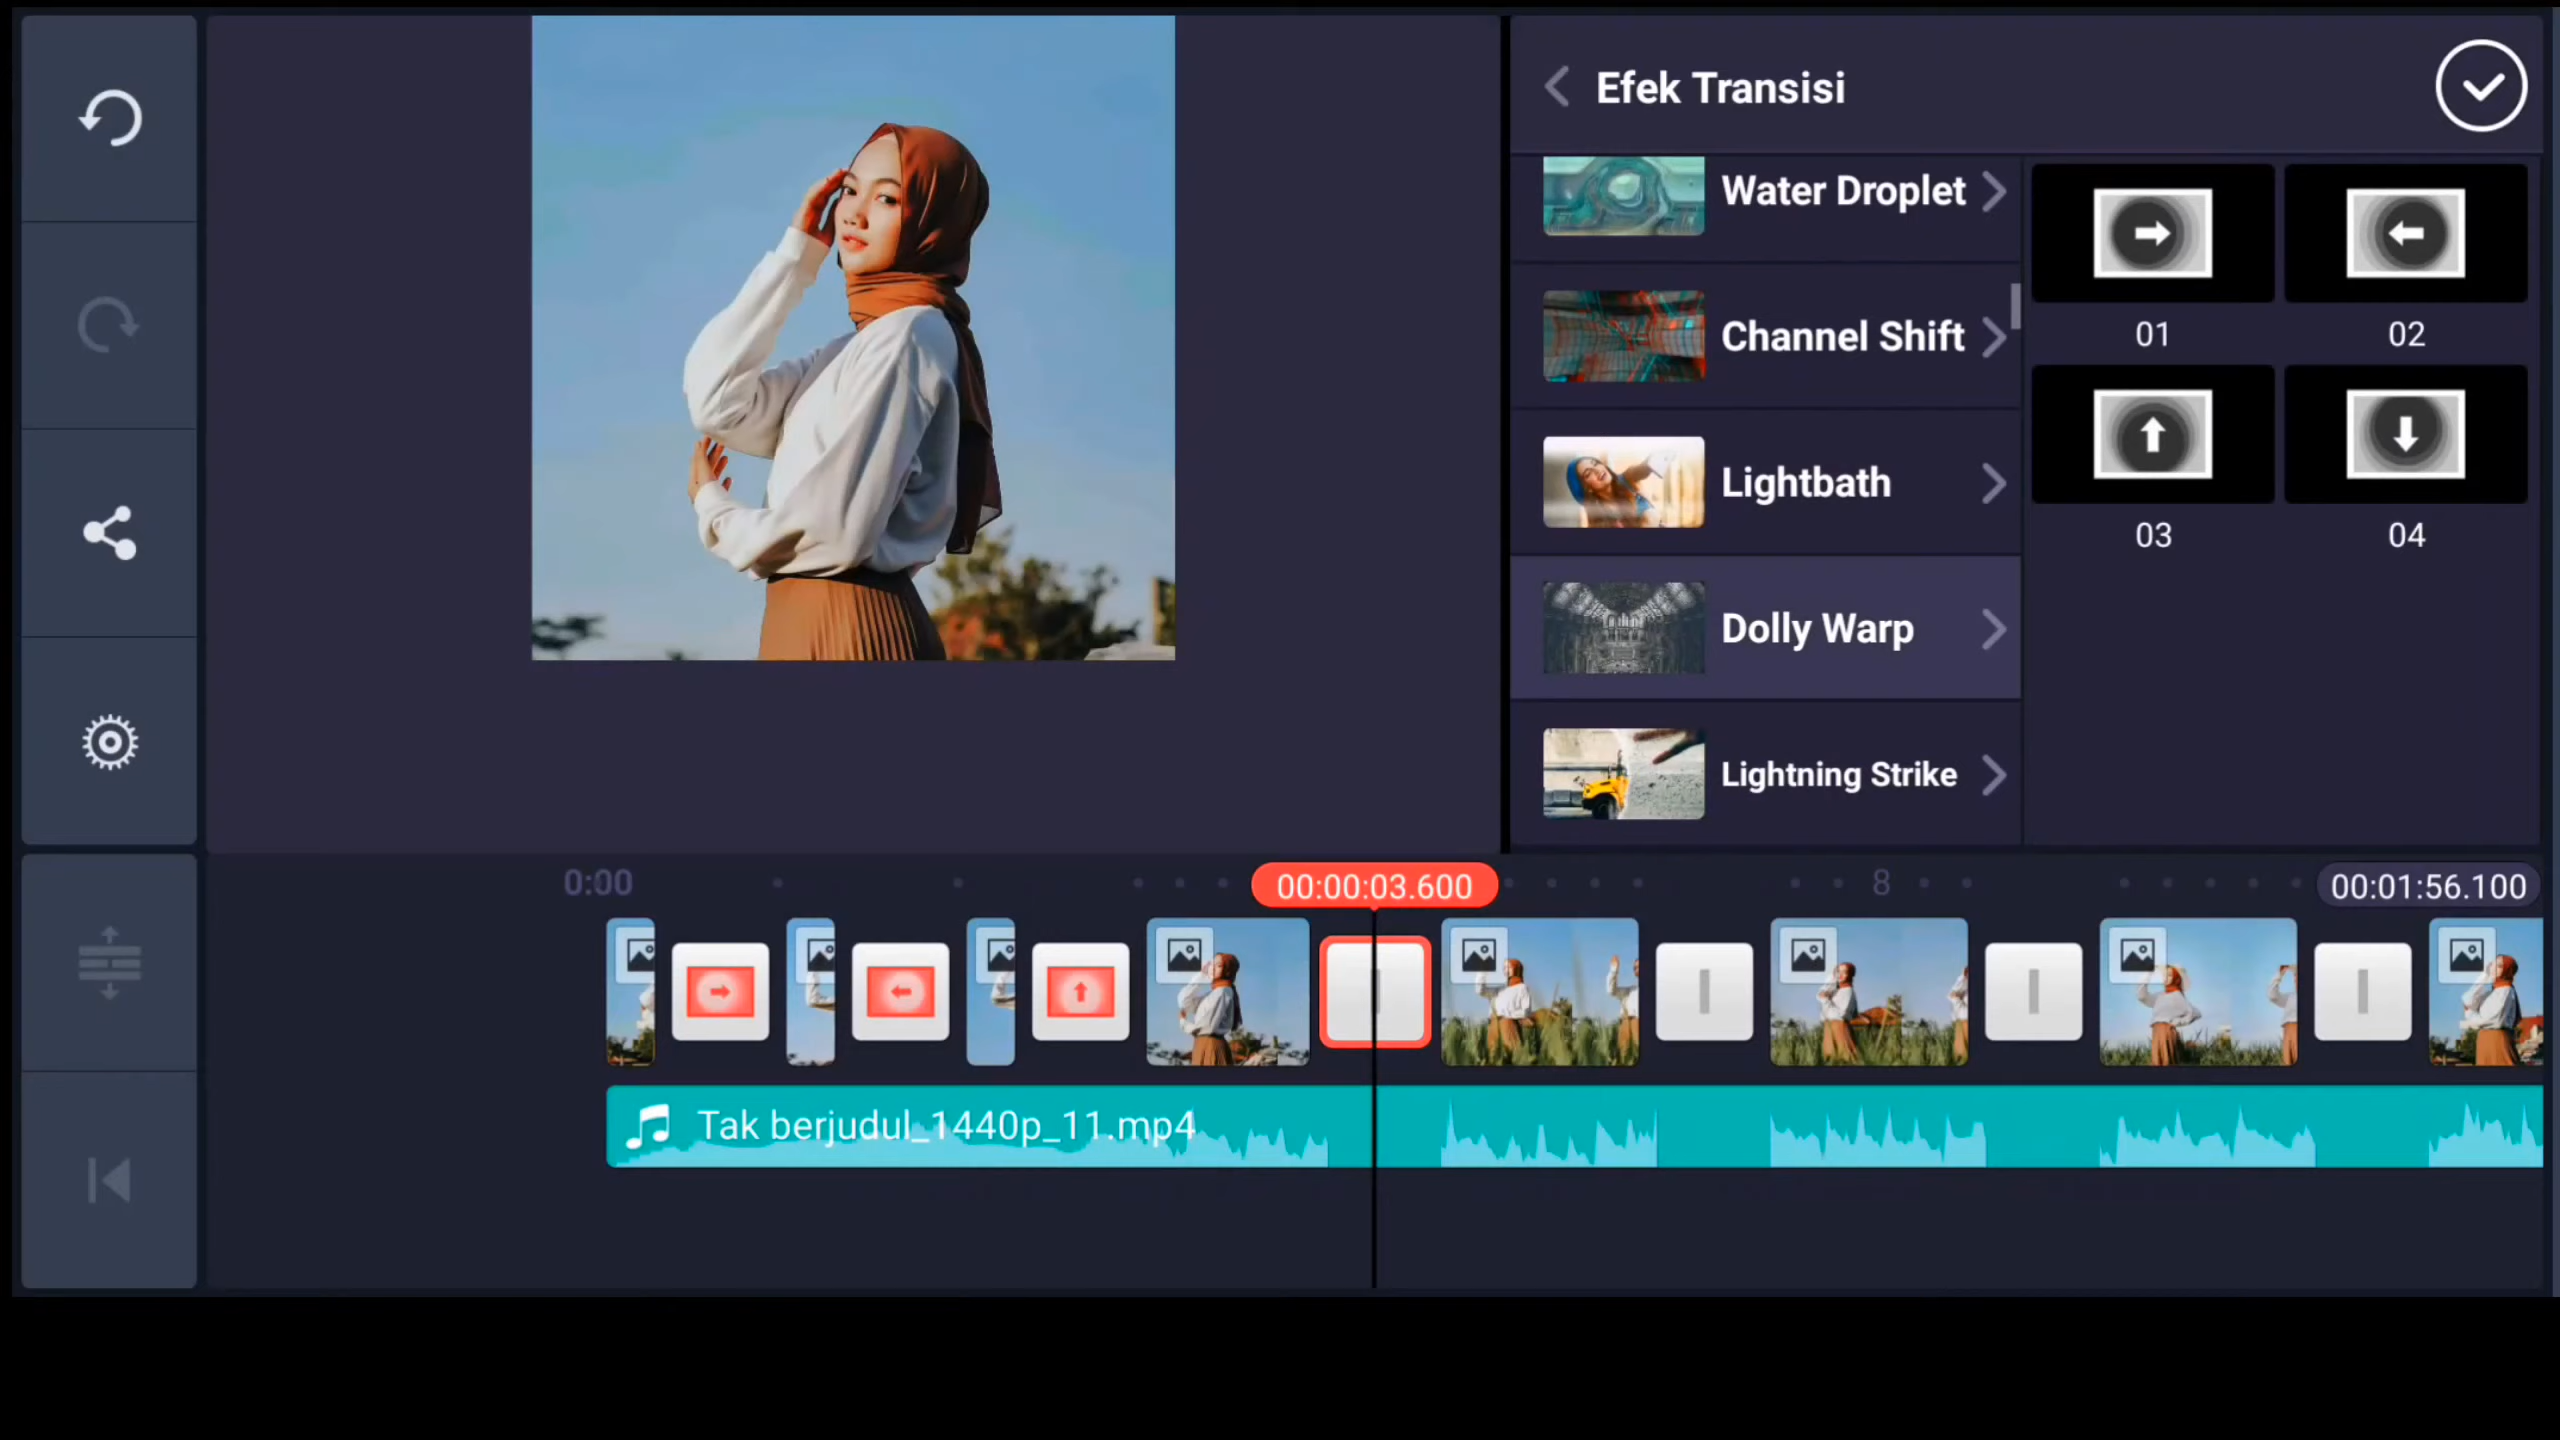 Efek Transisi
Water Droplet
Channel Shift
Lightbath
Dolly Warp
Lightning Strike
01
02
03
04
0:00
00:00:03.600
8
00:01:56.100
Tak berjudul_1440p_11.mp4